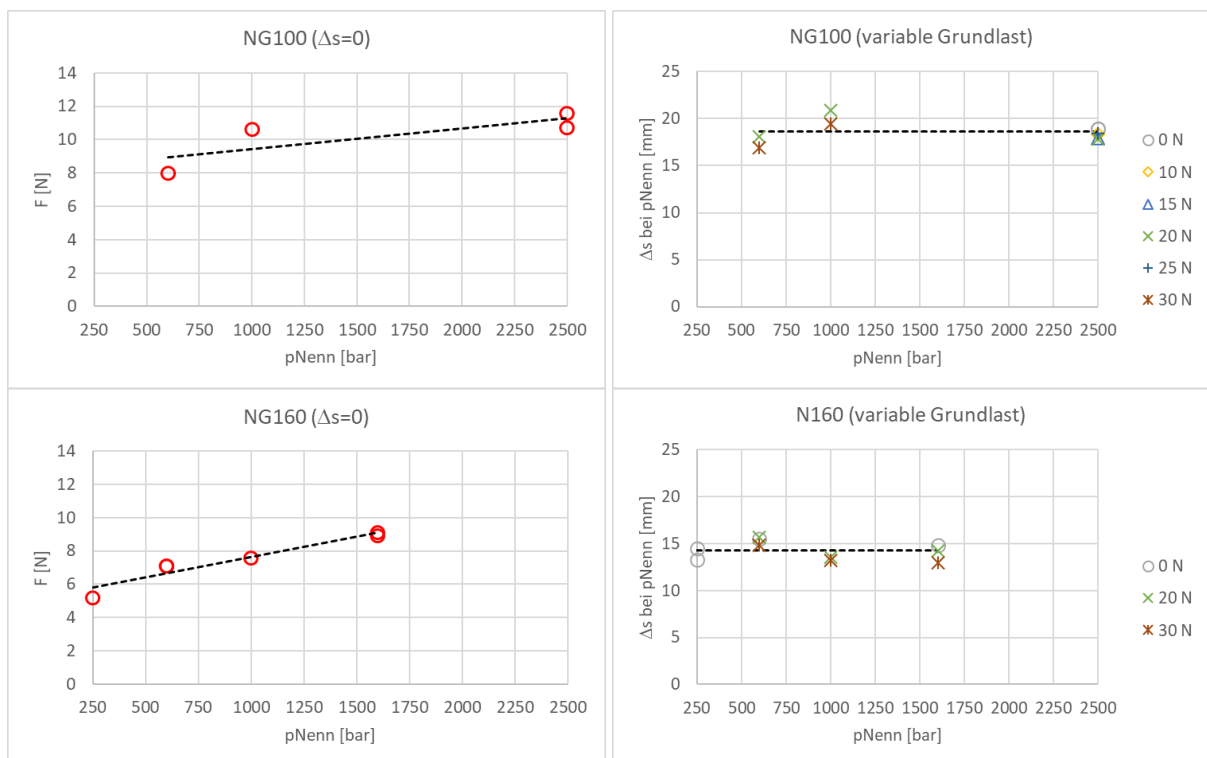 NG100 (Δs=0)
F [N]
14
12
10
8
6
4
2
0
250 500 750 1000 1250 1500 1750 2000 2250 2500
pNenn [bar]
NG100 (variable Grundlast)
Δs bei pNenn [mm]
25
20
15
10
5
0
250 500 750 1000 1250 1500 1750 2000 2250 2500
pNenn [bar]
0 N
10 N
15 N
20 N
25 N
30 N
NG160 (Δs=0)
F [N]
14
12
10
8
6
4
2
0
250 500 750 1000 1250 1500 1750 2000 2250 2500
pNenn [bar]
N160 (variable Grundlast)
Δs bei pNenn [mm]
25
20
15
10
5
0
250 500 750 1000 1250 1500 1750 2000 2250 2500
pNenn [bar]
0 N
20 N
30 N